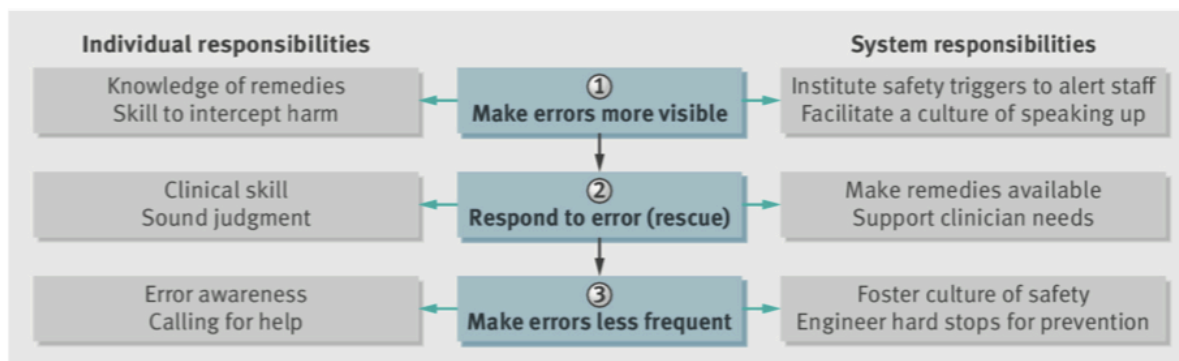 Individual responsibilities
System responsibilities
Knowledge of remedies
Skill to intercept harm
1
Make errors more visible
Institute safety triggers to alert staff
Facilitate a culture of speaking up
Clinical skill
Sound judgment
2
Respond to error (rescue)
Make remedies available
Support clinician needs
Error awareness
Calling for help
3
Make errors less frequent
Foster culture of safety
Engineer hard stops for prevention